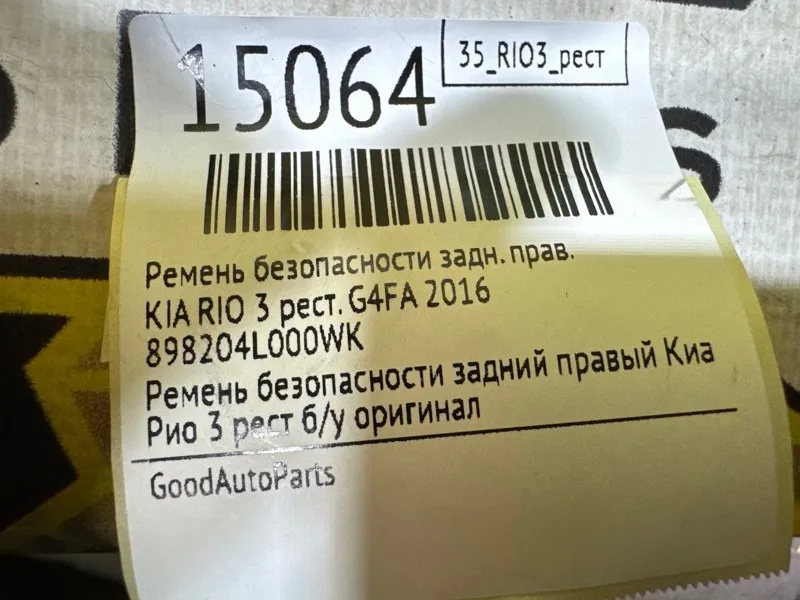 15064
35_RIO3_рест
Ремень безопасности задн. прав.
KIA RIO 3 рест. G4FA 2016
898204L000WK
Ремень безопасности задний правый Киа
Рио 3 рест б/у оригинал
GoodAutoParts